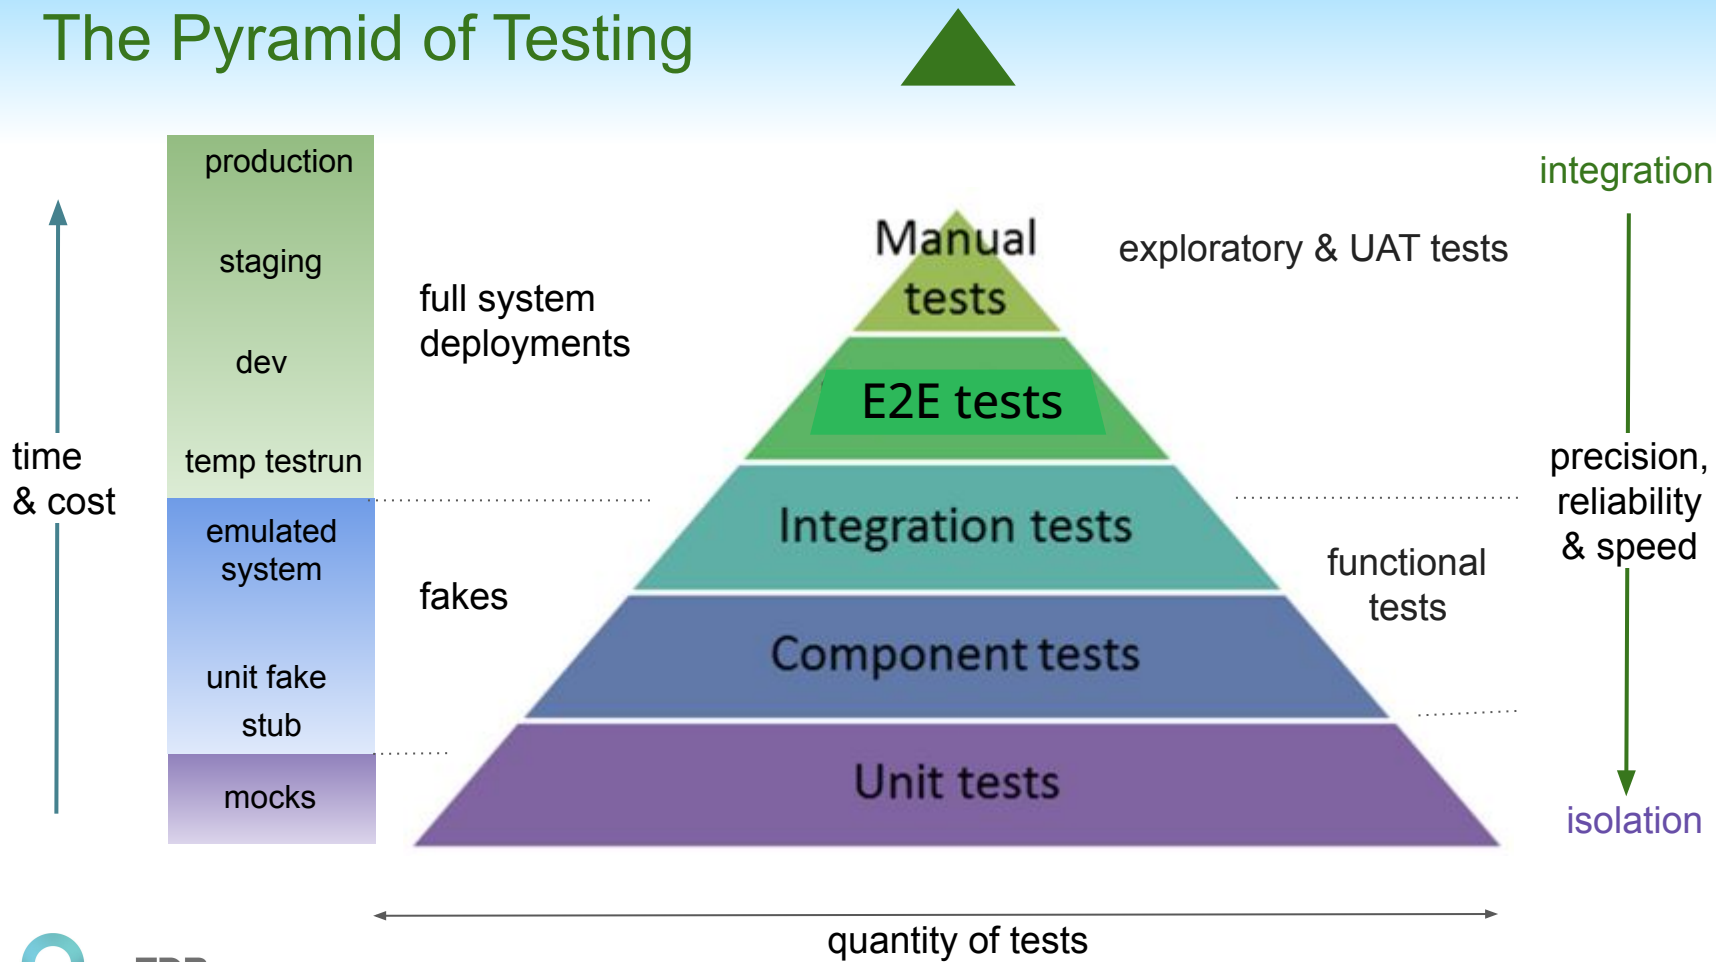 The Pyramid of Testing
production
staging
dev
temp testrun
emulated
system
unit fake
stub
mocks
time
& cost
full system
deployments
fakes
Manual
tests
E2E tests
Integration tests
Component tests
Unit tests
exploratory & UAT tests
functional
tests
integration
precision,
reliability
& speed
isolation
quantity of tests